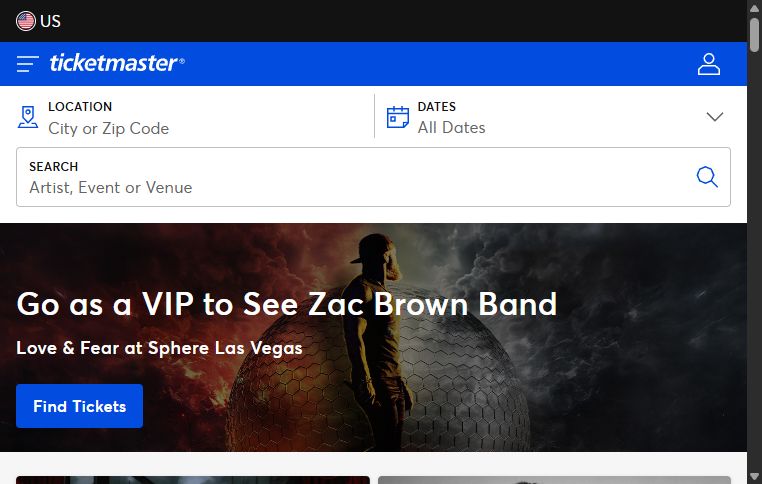 US
ticketmaster®
LOCATION
City or Zip Code
DATES
All Dates
SEARCH
Artist, Event or Venue
Go as a VIP to See Zac Brown Band
Love & Fear at Sphere Las Vegas
Find Tickets